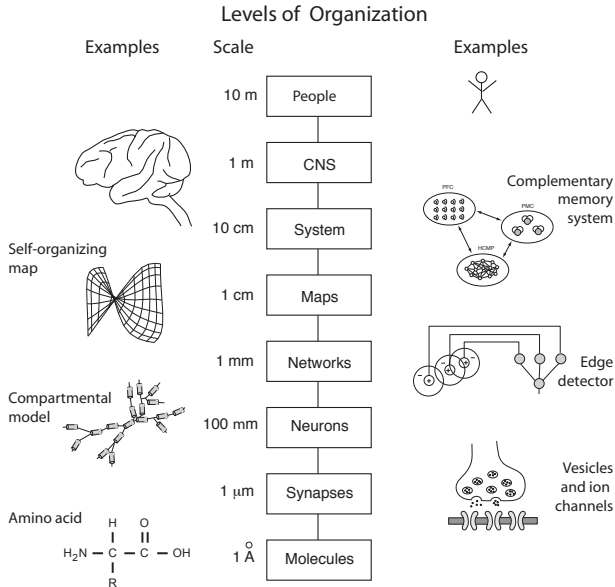 Levels of Organization
Examples Scale Examples
10 m People
1 m CNS
PFC
PMC
HCMP
Complementary
memory
system
10 cm System
Self-organizing
map
1 cm Maps
1 mm Networks
− − −
+ + +
Edge
detector
Compartmental
model
100 mm Neurons
1 µm Synapses
Vesicles
and ion
channels
Amino acid
H O
H₂N C C OH
R
1 Å Molecules